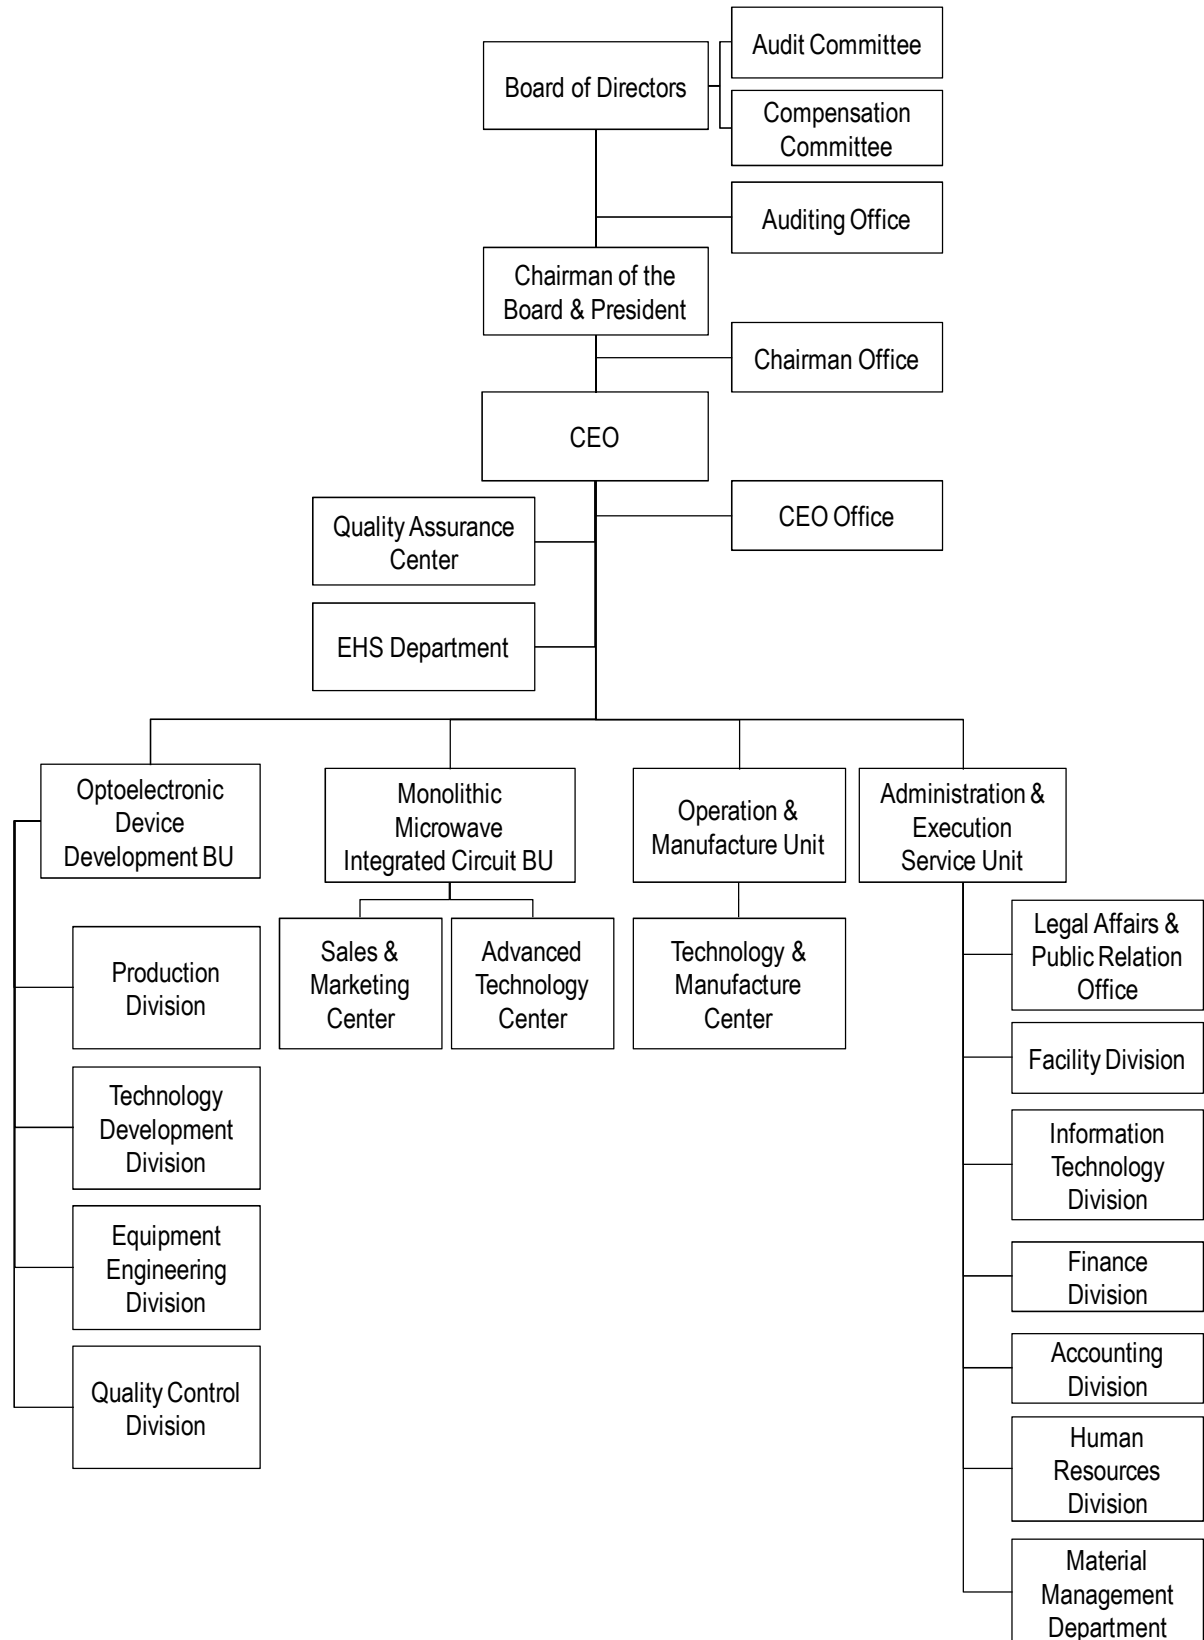 Audit Committee
Board of Directors
Compensation
Committee
Auditing Office
Chairman of the
Board & President
Chairman Office
CEO
CEO Office
Quality Assurance
Center
EHS Department
Optoelectronic
Device
Development BU
Monolithic
Microwave
Integrated Circuit BU
Operation &
Manufacture Unit
Administration &
Execution
Service Unit
Production
Division
Technology
Development
Division
Equipment
Engineering
Division
Quality Control
Division
Sales &
Marketing
Center
Advanced
Technology
Center
Technology &
Manufacture
Center
Legal Affairs &
Public Relation
Office
Facility Division
Information
Technology
Division
Finance
Division
Accounting
Division
Human
Resources
Division
Material
Management
Department